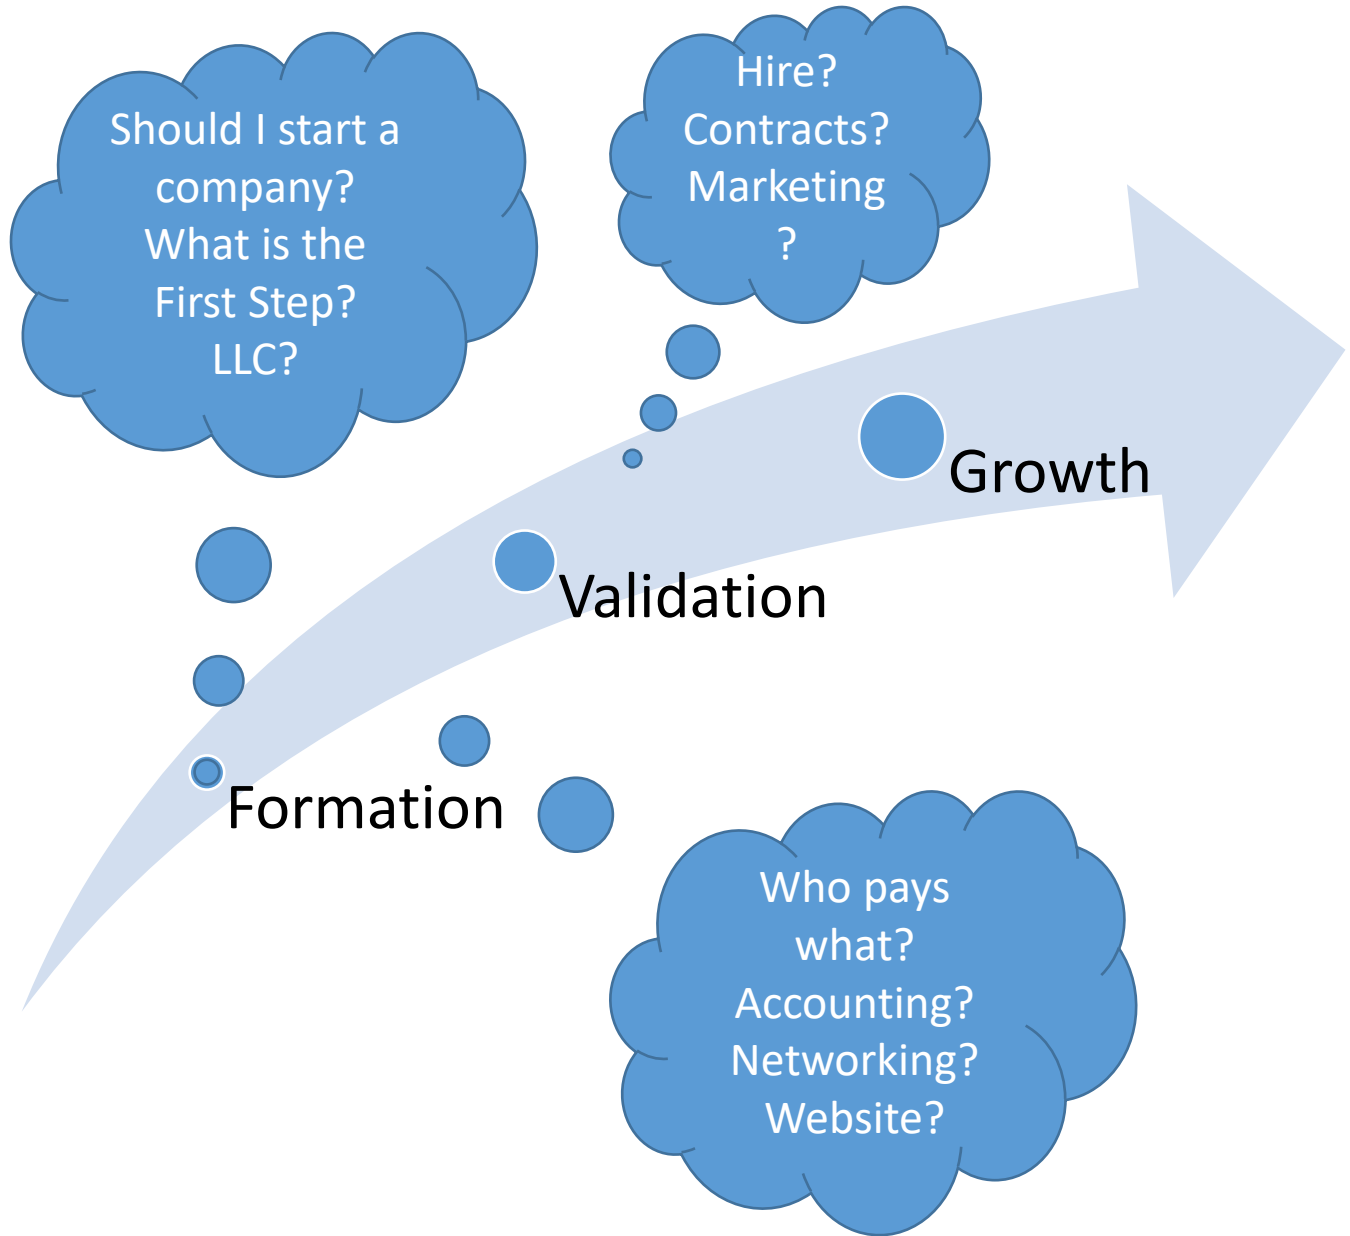 Should I start a
company?
What is the
First Step?
LLC?
Hire?
Contracts?
Marketing
?
Growth
Validation
Formation
Who pays
what?
Accounting?
Networking?
Website?